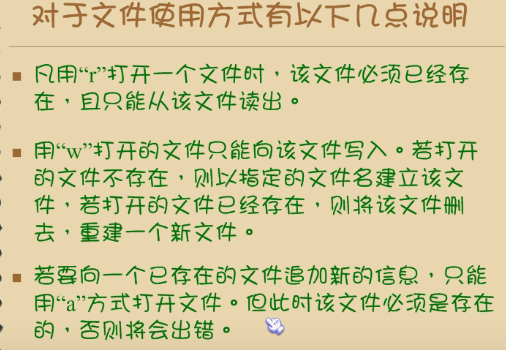 对于文件使用方式有以下几点说明
凡用“r”打开一个文件时，该文件必须已经存
在，且只能从该文件读出。
用“w”打开的文件只能向该文件写入。若打开
的文件不存在，则以指定的文件名建立该文
件，若打开的文件已经存在，则将该文件删
去，重建一个新文件。
若要向一个已存在的文件追加新的信息，只能
用“a”方式打开文件。但此时该文件必须是存在
的，否则将会出错。